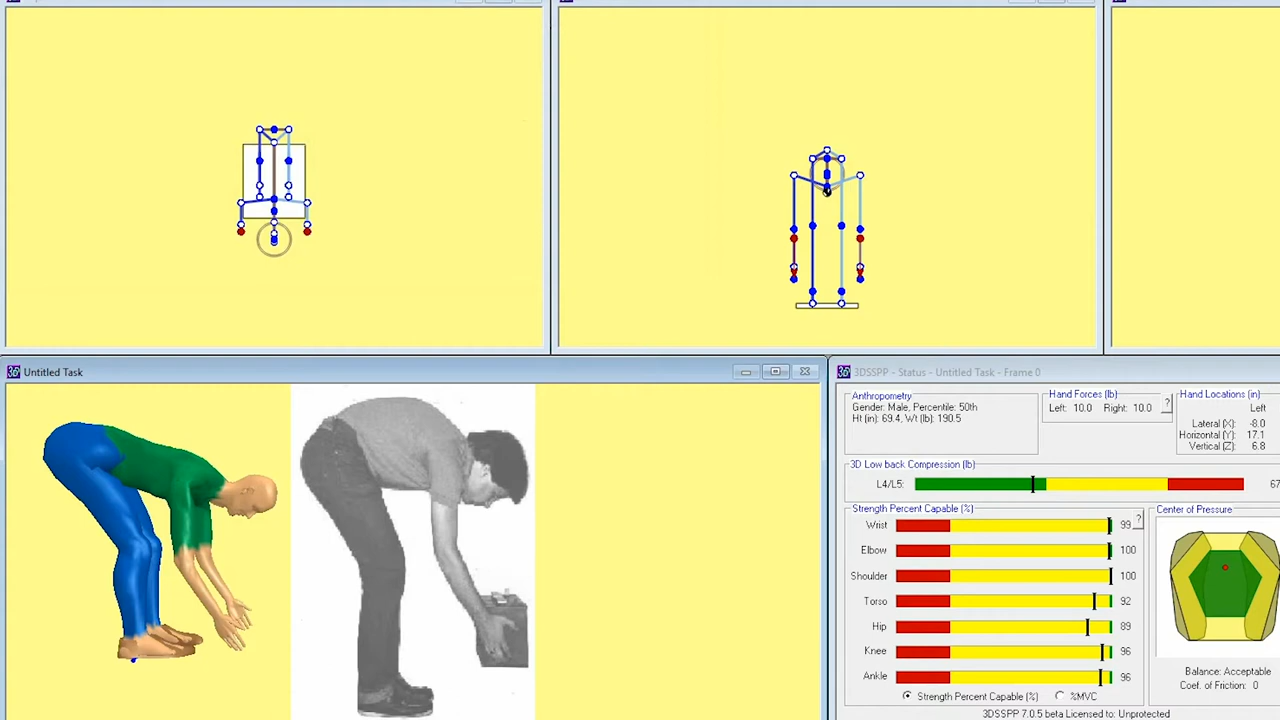 Untitled Task
3DSSPP - Status - Untitled Task - Frame 0
Anthropometry
Gender: Male, Percentile: 50th
Ht (in): 69.4, Wt (lb): 190.5
Hand Forces (lb)
Left: 10.0 Right: 10.0
?
Hand Locations (in)
Left
Lateral (X): -8.0
Horizontal (Y): 17.1
Vertical (Z): 6.8
3D Low back Compression (lb)
L4/L5:
67
Strength Percent Capable (%)
?
Wrist 99
Elbow 100
Shoulder 100
Torso 92
Hip 89
Knee 96
Ankle 96
Strength Percent Capable (%) %MVC
Center of Pressure
Balance: Acceptable
Coef. of Friction: 0
3DSSPP 7.0.5 beta Licensed to: Unprotected